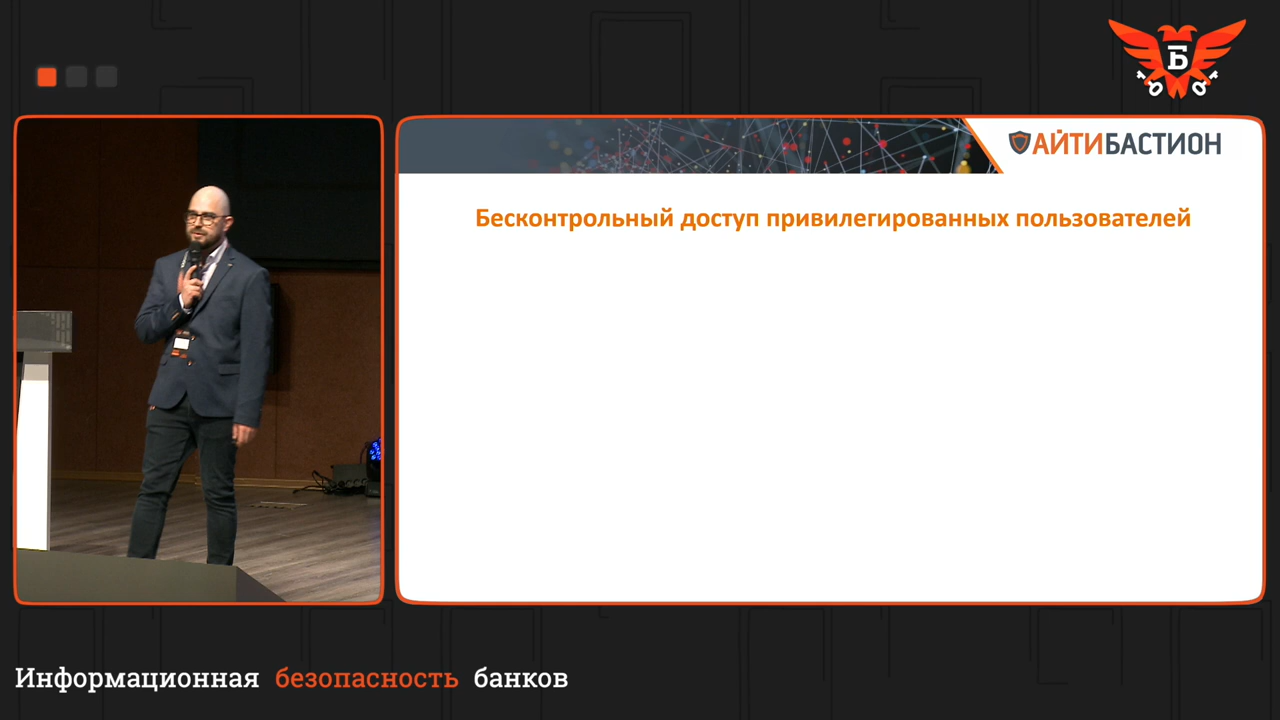 Б
АЙТИБАСТИОН
Бесконтрольный доступ привилегированных пользователей
Информационная безопасность банков